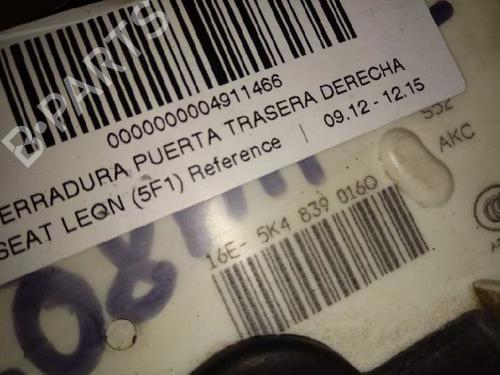 B-PARTS
0000000004911466
ERRADURA PUERTA TRASERA DERECHA
SEAT LEON (5F1) Reference | 09.12 - 12.15
S32
AKC
16E- 5K4 839 016Q